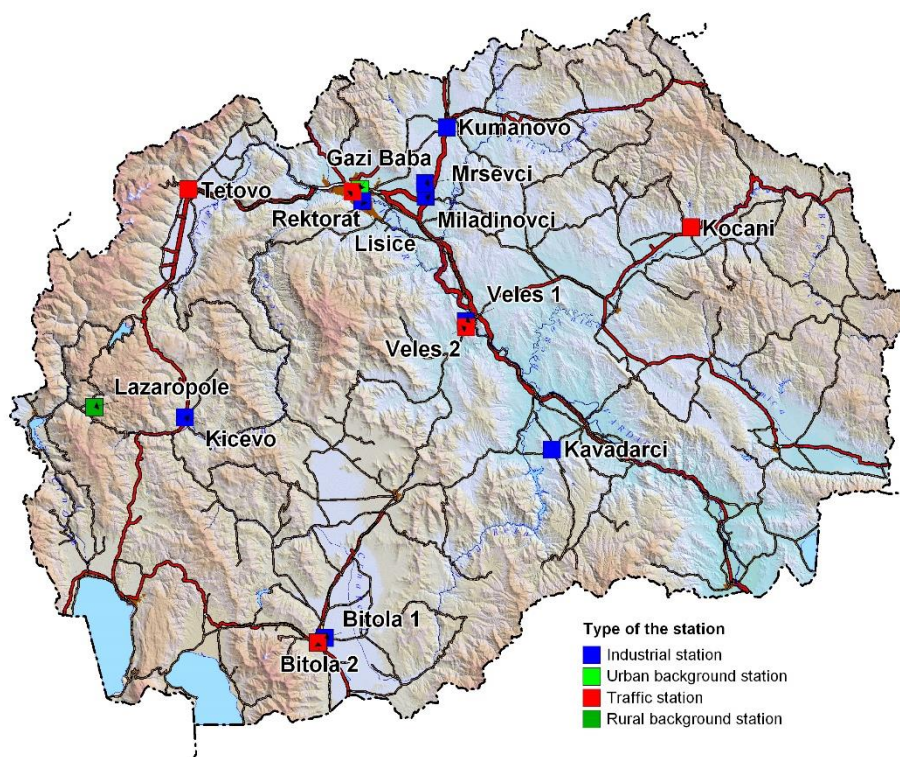 Kumanovo
Gazi Baba
Mrsevci
Tetovo
Rektorat
Miladinovci
Kocani
Lisice
Veles 1
Veles 2
Lazaropole
Kicevo
Kavadarci
Bitola 1
Bitola 2
Type of the station
Industrial station
Urban background station
Traffic station
Rural background station